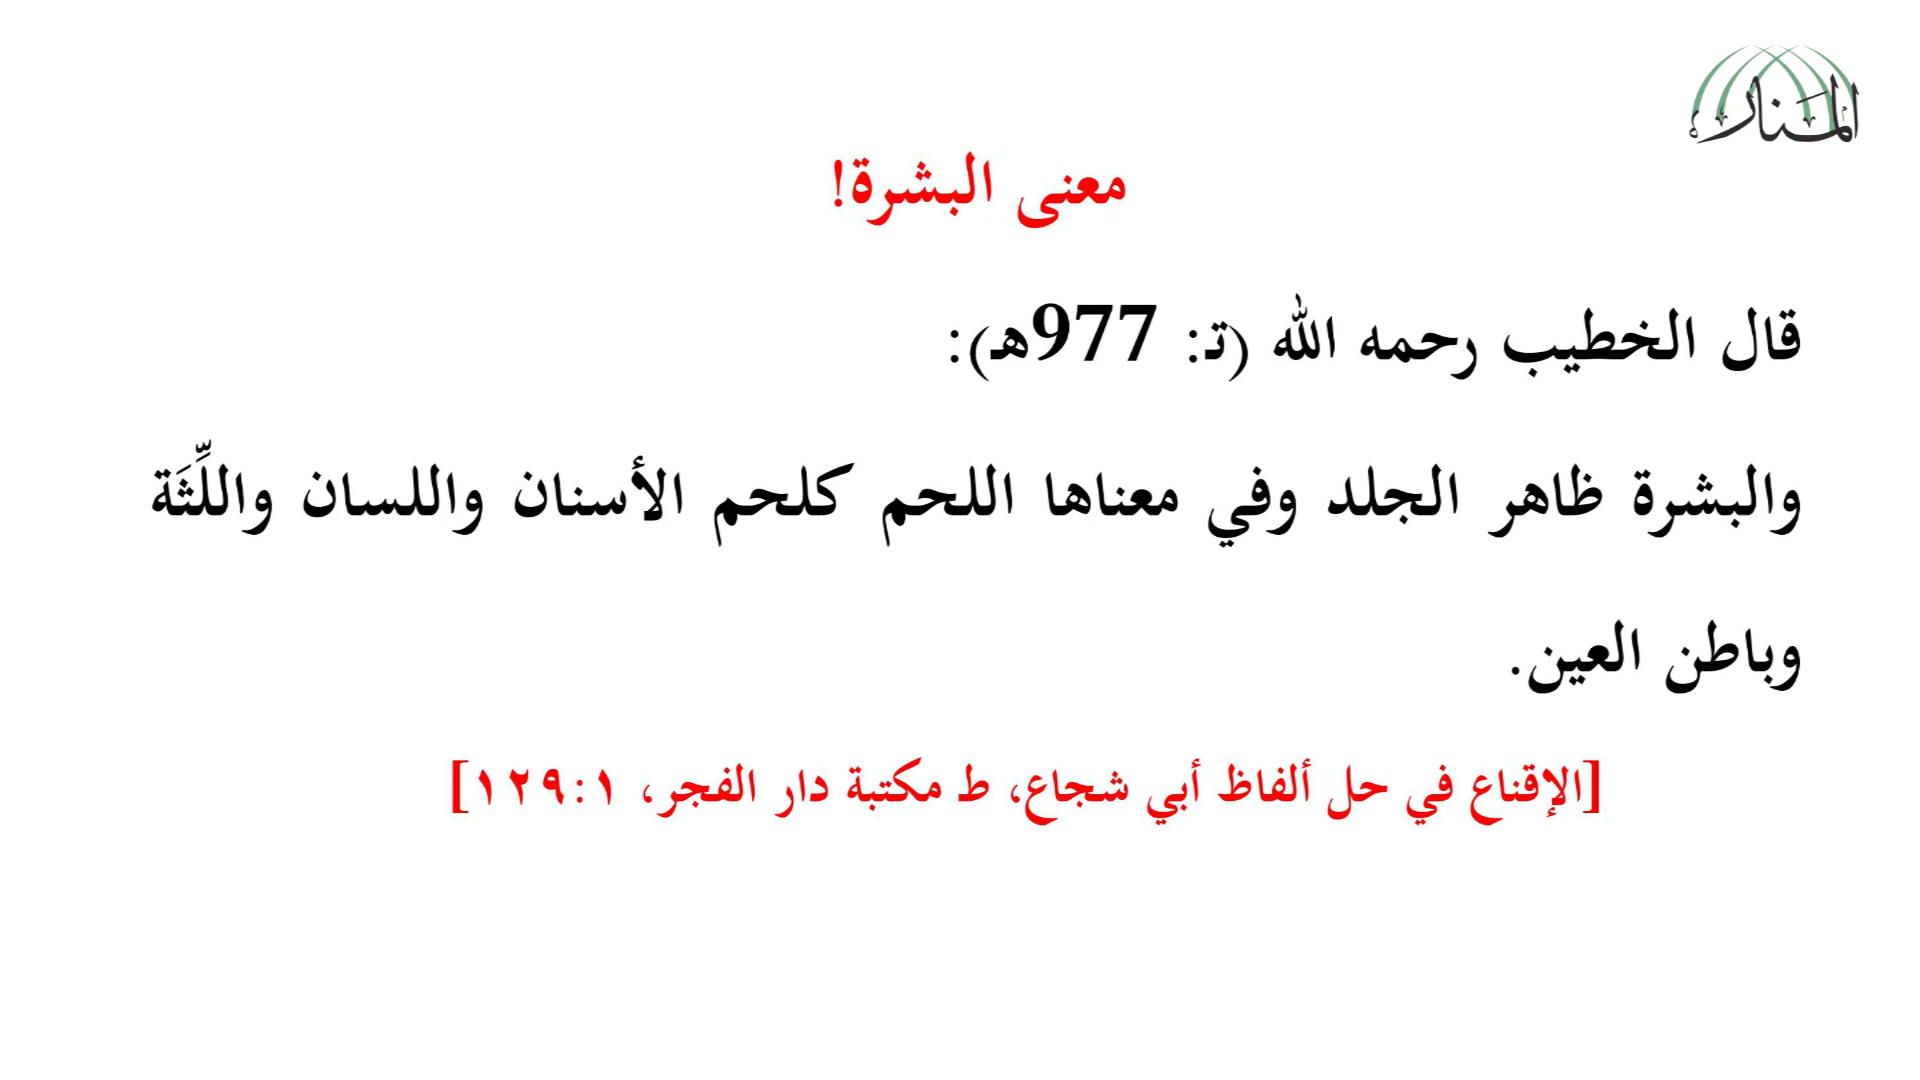 المنار
معنى البشرة!
قال الخطيب رحمه الله (تـ: 977هـ):
والبشرة ظاهر الجلد وفي معناها اللحم كلحم الأسنان واللسان واللِّثَة
وباطن العين.
[الإقناع في حل ألفاظ أبي شجاع، ط مكتبة دار الفجر، ١٢٩:١]